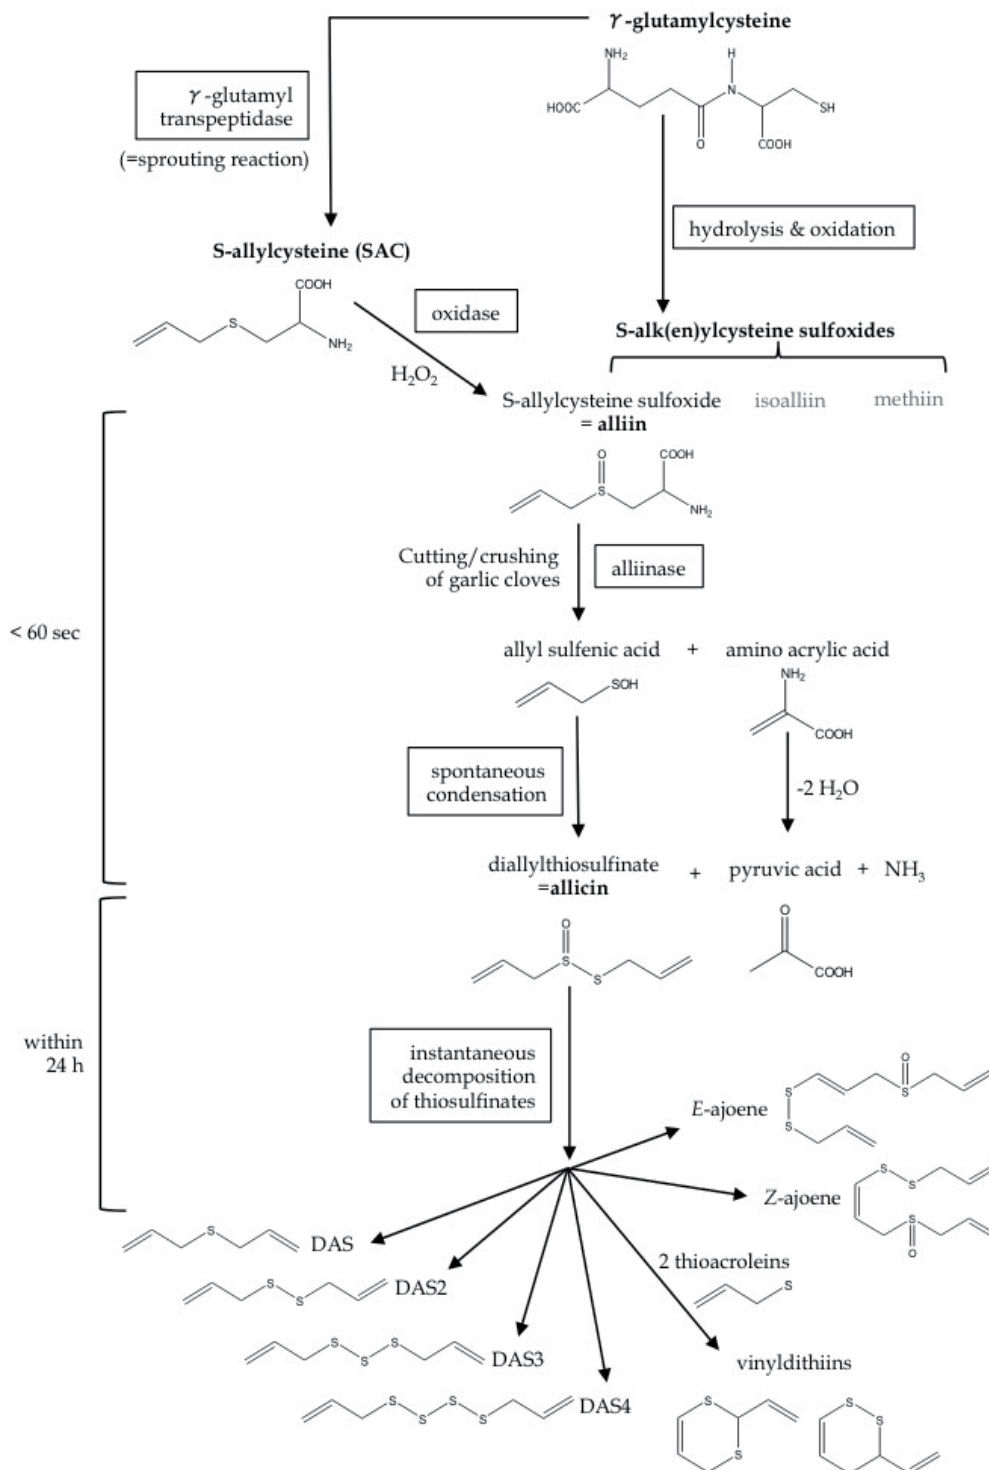 γ-glutamylcysteine
NH₂
H
HOOC
N
SH
O
COOH
γ-glutamyl
transpeptidase
(=sprouting reaction)
hydrolysis & oxidation
S-allylcysteine (SAC)
COOH
S
NH₂
oxidase
H₂O₂
S-alk(en)ylcysteine sulfoxides
S-allylcysteine sulfoxide
= alliin
isoalliin
methiin
O
COOH
S
NH₂
Cutting/crushing
of garlic cloves
alliinase
< 60 sec
allyl sulfenic acid + amino acrylic acid
SOH
NH₂
COOH
spontaneous
condensation
-2 H₂O
diallylthiosulfinate
=allicin
+ pyruvic acid + NH₃
O
S
S
O
COOH
within
24 h
instantaneous
decomposition
of thiosulfinates
E-ajoene
O
S
S
S
Z-ajoene
S
S
S
O
S
DAS
2 thioacroleins
S
S
S
DAS2
S
S
S
DAS3
vinyldithiins
S
S
S
S
DAS4
S
S
S
S